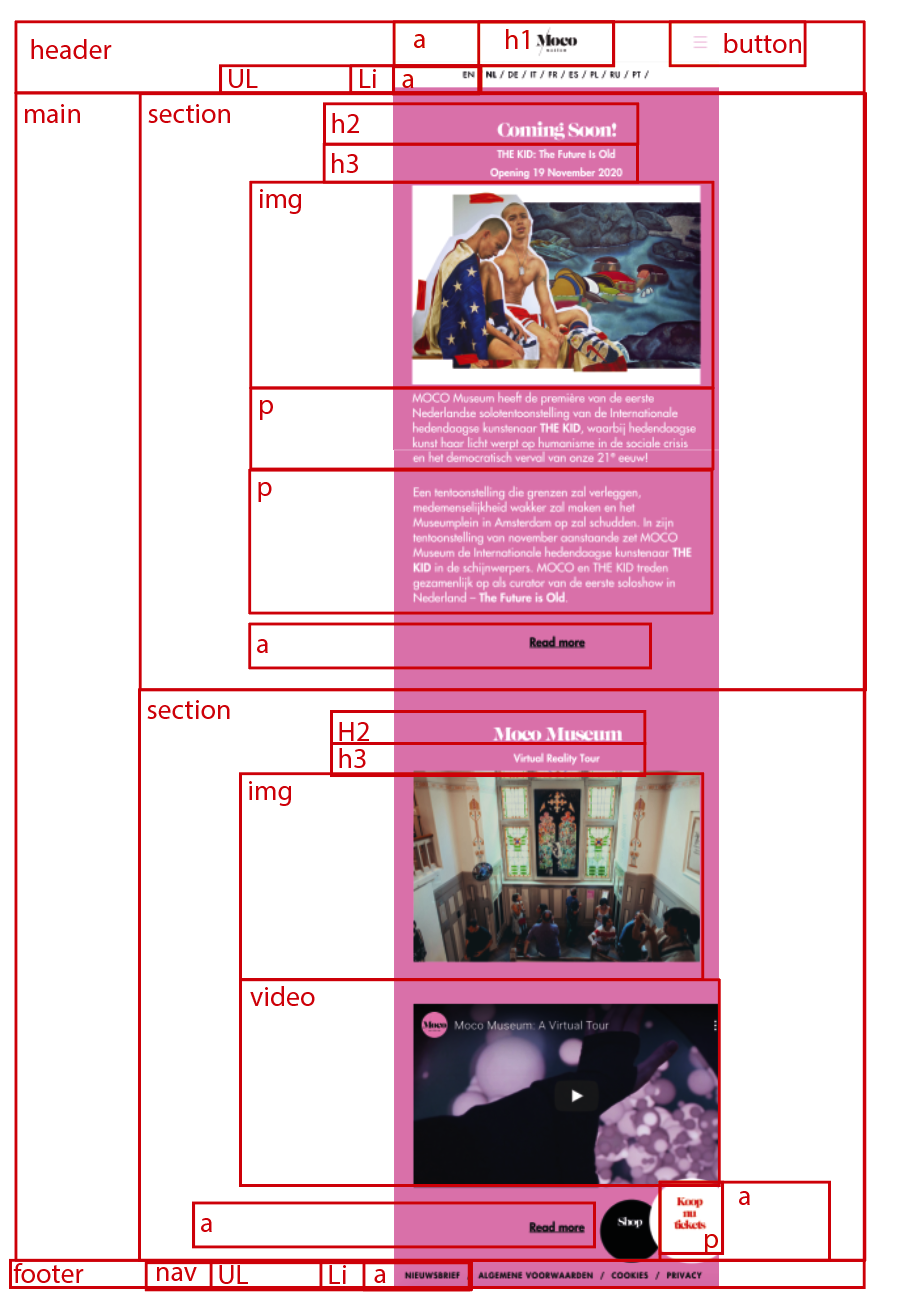 header
a
h1
Moco
MUSEUM
button
UL
Li
a
EN / NL / DE / IT / FR / ES / PL / RU / PT /
main
section
h2
Coming Soon!
h3
THE KID: The Future Is Old
Opening 19 November 2020
img
p
MOCO Museum heeft de première van de eerste
Nederlandse solotentoonstelling van de Internationale
hedendaagse kunstenaar THE KID, waarbij hedendaagse
kunst haar licht werpt op humanisme in de sociale crisis
en het democratisch verval van onze 21e eeuw!
p
Een tentoonstelling die grenzen zal verleggen,
medemenselijkheid wakker zal maken en het
Museumplein in Amsterdam op zal schudden. In zijn
tentoonstelling van november aanstaande zet MOCO
Museum de Internationale hedendaagse kunstenaar THE
KID in de schijnwerpers. MOCO en THE KID treden
gezamenlijk op als curator van de eerste soloshow in
Nederland – The Future is Old.
a
Read more
section
H2
Moco Museum
h3
Virtual Reality Tour
img
video
Moco
Moco Museum: A Virtual Tour
a
Read more
Shop
Koop
nu
tickets
p
a
footer
nav
UL
Li
a
NIEUWSBRIEF / ALGEMENE VOORWAARDEN / COOKIES / PRIVACY